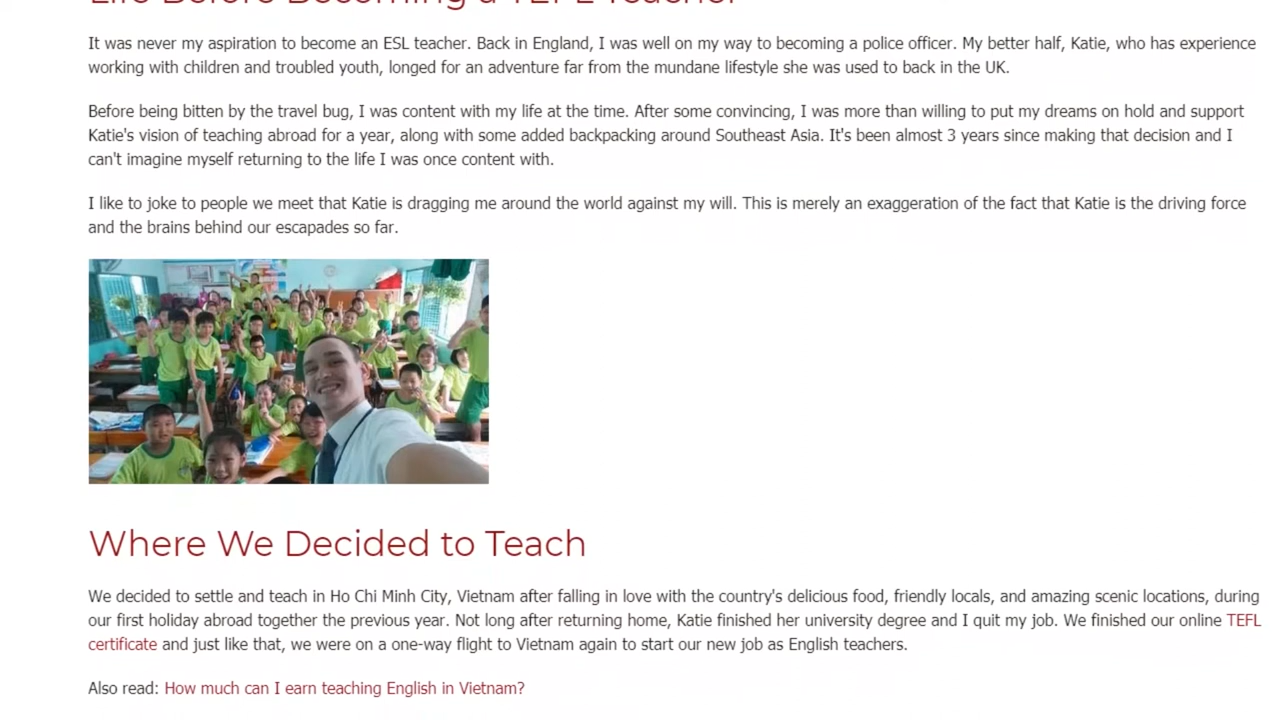 Life Before Becoming a TEFL Teacher
It was never my aspiration to become an ESL teacher. Back in England, I was well on my way to becoming a police officer. My better half, Katie, who has experience
working with children and troubled youth, longed for an adventure far from the mundane lifestyle she was used to back in the UK.
Before being bitten by the travel bug, I was content with my life at the time. After some convincing, I was more than willing to put my dreams on hold and support
Katie's vision of teaching abroad for a year, along with some added backpacking around Southeast Asia. It's been almost 3 years since making that decision and I
can't imagine myself returning to the life I was once content with.
I like to joke to people we meet that Katie is dragging me around the world against my will. This is merely an exaggeration of the fact that Katie is the driving force
and the brains behind our escapades so far.
Where We Decided to Teach
We decided to settle and teach in Ho Chi Minh City, Vietnam after falling in love with the country's delicious food, friendly locals, and amazing scenic locations, during
our first holiday abroad together the previous year. Not long after returning home, Katie finished her university degree and I quit my job. We finished our online TEFL
certificate and just like that, we were on a one-way flight to Vietnam again to start our new job as English teachers.
Also read: How much can I earn teaching English in Vietnam?